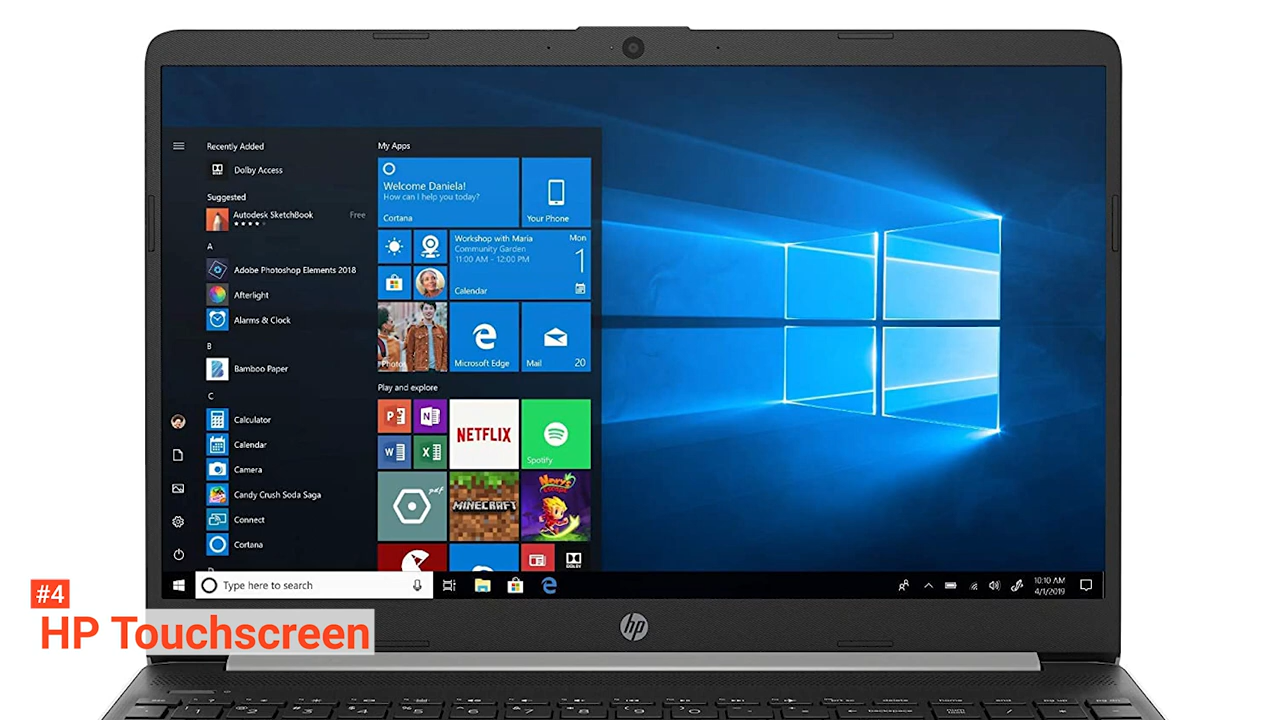 Recently Added
Dolby Access
Suggested
Autodesk SketchBook Free
A
Adobe Photoshop Elements 2018
Afterlight
Alarms & Clock
B
Bamboo Paper
C
Calculator
Calendar
Camera
Candy Crush Soda Saga
Connect
Cortana
My Apps
Welcome Daniela!
How can I help you today?
Cortana
Your Phone
Workshop with Maria
Community Garden
11:00 AM - 12:00 PM
Mon
1
Calendar
Photos
Microsoft Edge
Mail 20
Play and explore
NETFLIX
Spotify
pdf
MINECRAFT
DOLBY
Type here to search
10:10 AM
4/1/2019
#4
HP Touchscreen
hp